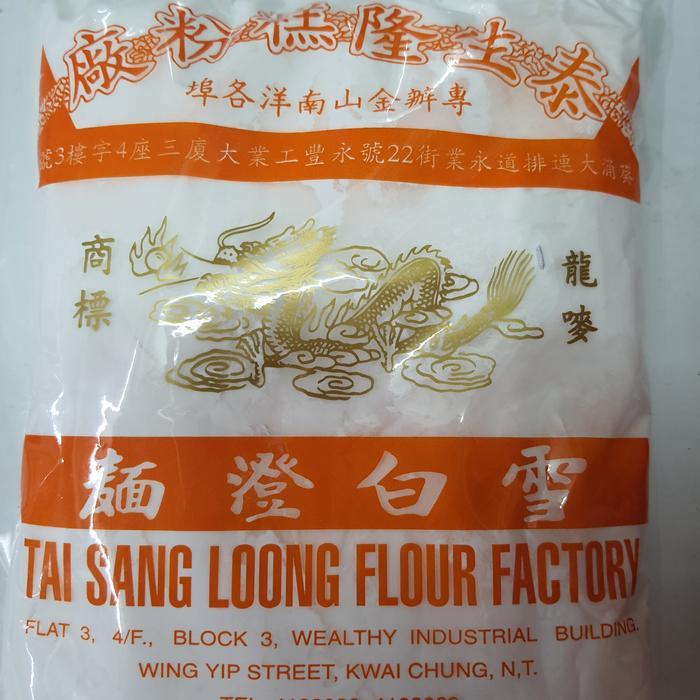 泰生隆糕粉廠
專辦金山南洋各埠
葵涌大連排道永業街22號永豐工業大廈三座4字樓3號
龍嘜
商標
雪白澄麵
TAI SANG LOONG FLOUR FACTORY
FLAT 3, 4/F., BLOCK 3, WEALTHY INDUSTRIAL BUILDING.
WING YIP STREET, KWAI CHUNG, N,T.